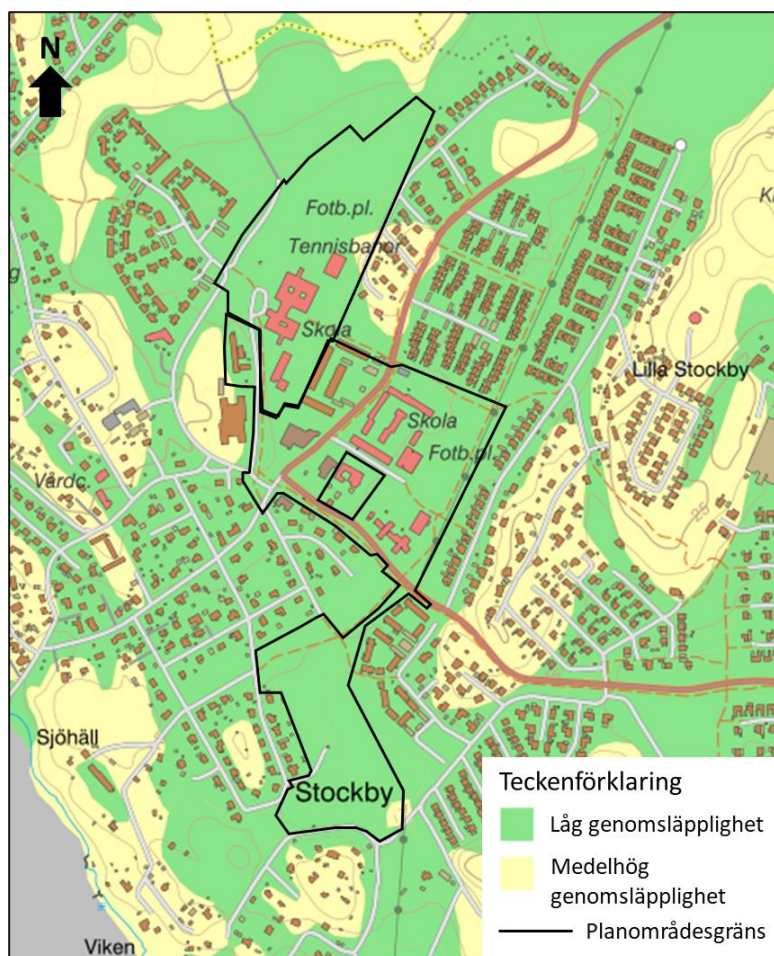 N
Fotb.pl.
Tennisbanor
Skola
Lilla Stockby
Skola
Fotb.pl.
Vårdc.
Sjöhäll
Stockby
Viken
Teckenförklaring
Låg genomsläpplighet
Medelhög
genomsläpplighet
Planområdesgräns